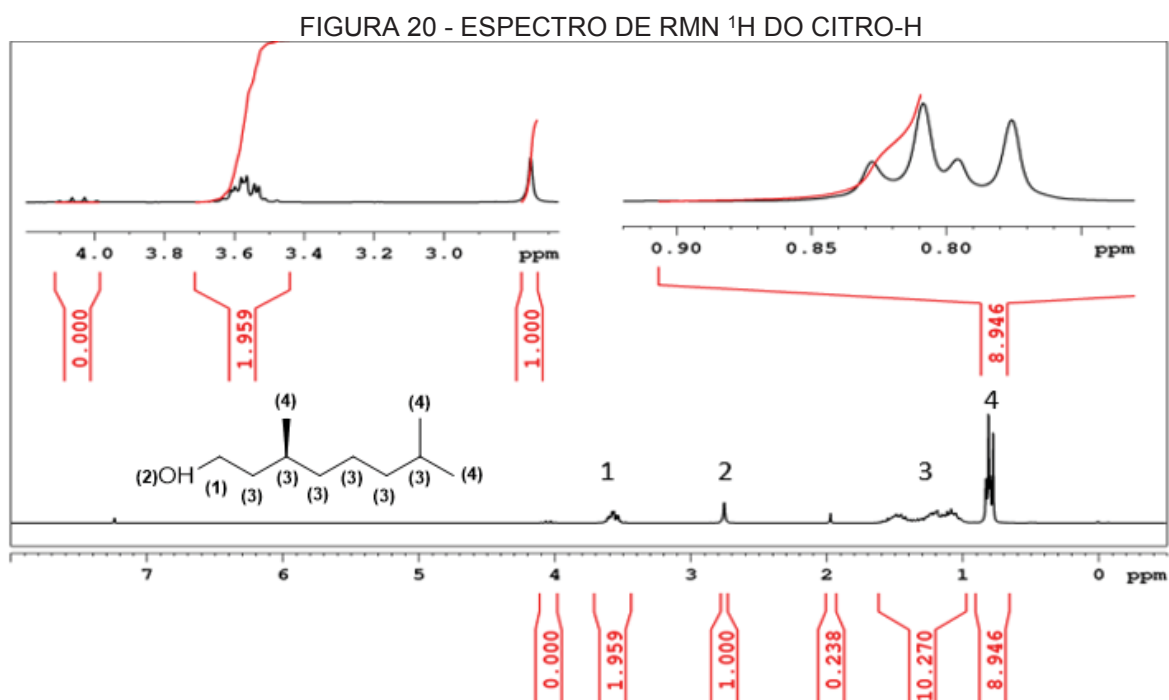 FIGURA 20 - ESPECTRO DE RMN ¹H DO CITRO-H
4.0 3.8 3.6 3.4 3.2 3.0 ppm
0.90 0.85 0.80 ppm
0.000 1.959 1.000 8.946
(4) (4)
(2)OH (1) (3) (3) (3) (3) (3) (3) (4)
1 2 3 4
7 6 5 4 3 2 1 0 ppm
0.000 1.959 1.000 0.238 10.270 8.946